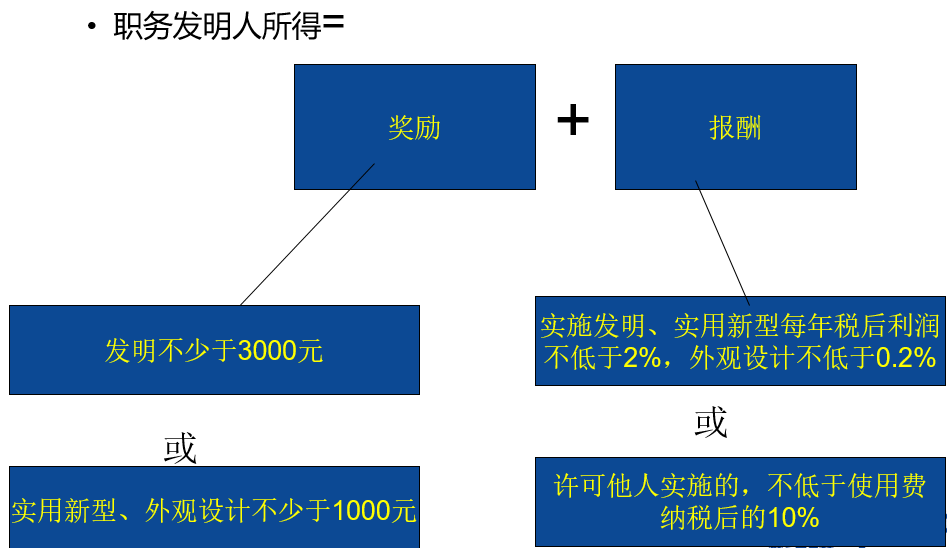 • 职务发明人所得=
奖励
+
报酬
发明不少于3000元
或
实用新型、外观设计不少于1000元
实施发明、实用新型每年税后利润
不低于2%，外观设计不低于0.2%
或
许可他人实施的，不低于使用费
纳税后的10%